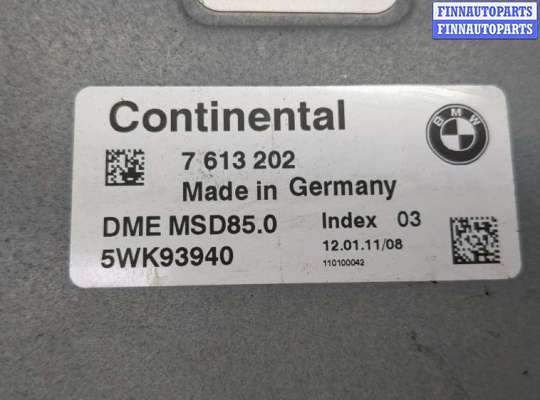 FINNAUTOPARTS
FINNAUTOPARTS
Continental
BMW
7 613 202
Made in Germany
DME MSD85.0 Index 03
5WK93940 12.01.11/08
110100042